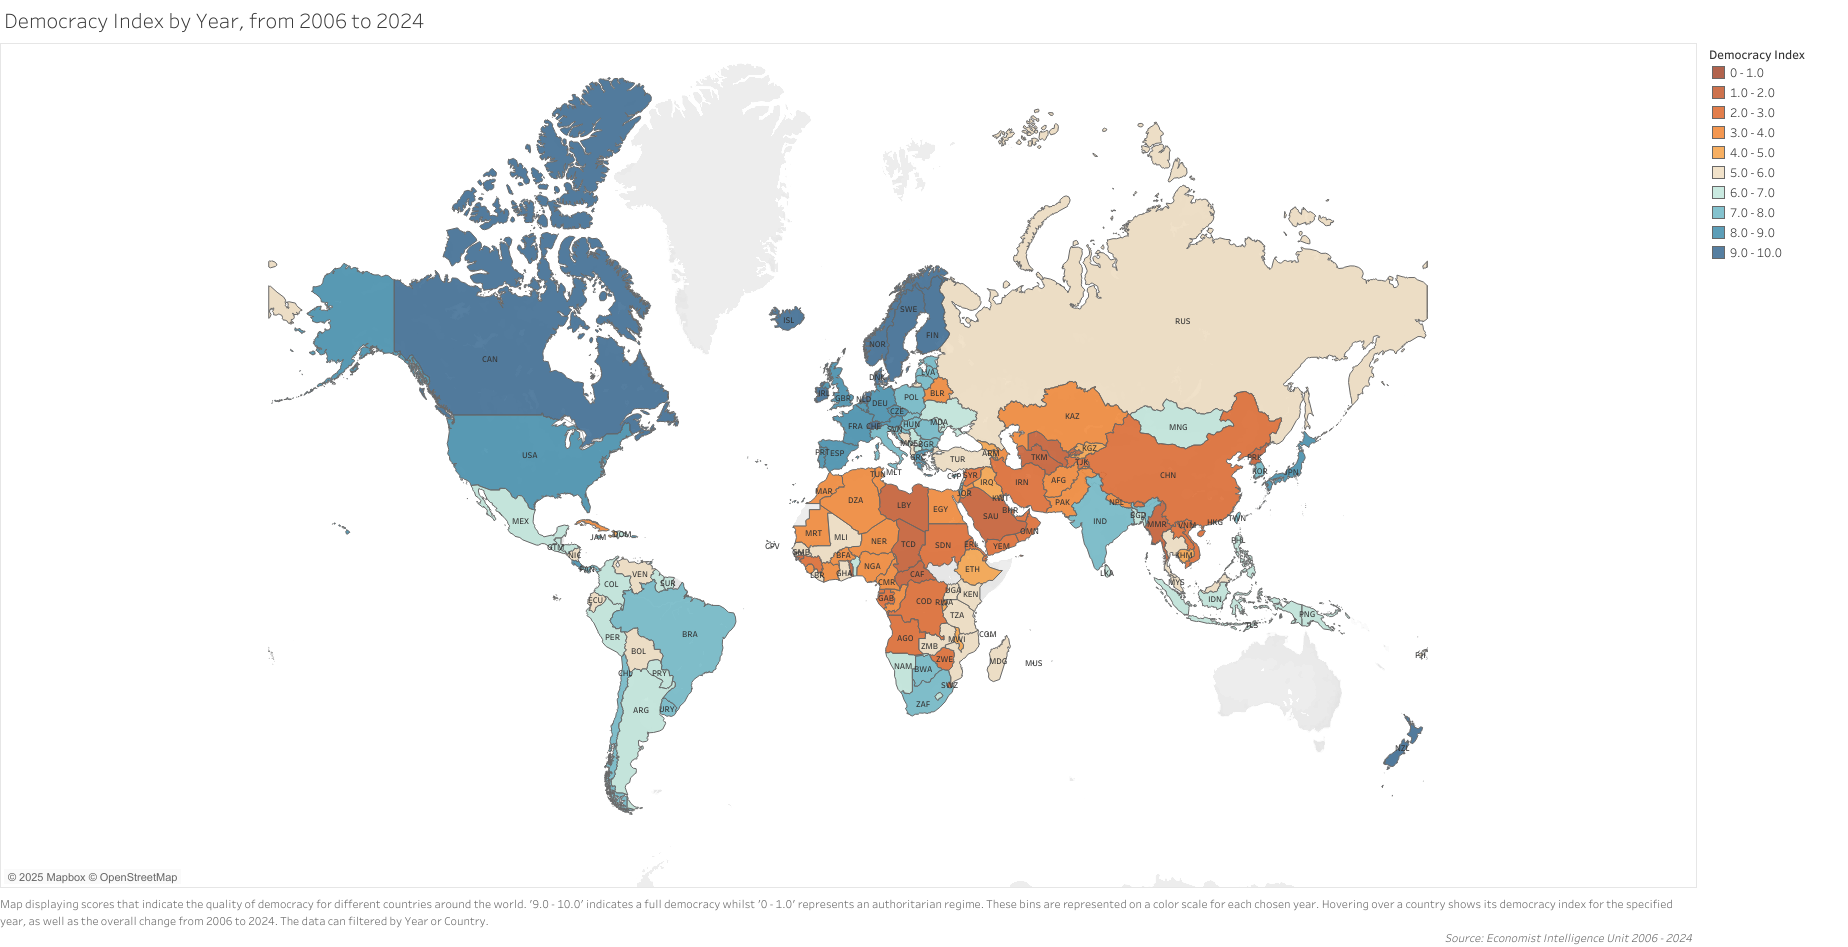 Democracy Index by Year, from 2006 to 2024
Democracy Index
0 - 1.0
1.0 - 2.0
2.0 - 3.0
3.0 - 4.0
4.0 - 5.0
5.0 - 6.0
6.0 - 7.0
7.0 - 8.0
8.0 - 9.0
9.0 - 10.0
ISL
SWE
RUS
FIN
NOR
CAN
LVA
DNK
IRL
GBR
NLD
DEU
POL
BLR
CZE
KAZ
FRA
CHE
HUN
MDA
MNG
USA
PRT
ESP
BGR
GRC
TUR
ARM
KGZ
TKM
TJK
PRK
KOR
JPN
CHN
TUN
MLT
CYP
SYR
IRQ
IRN
AFG
MAR
DZA
JOR
KWT
PAK
NPL
LBY
EGY
SAU
BHR
MEX
IND
BGD
MMR
VNM
HKG
TWN
JAM
DOM
MRT
MLI
NER
TCD
SDN
OMN
YEM
ERI
PHL
GTM
NIC
CPV
GMB
BFA
PAN
VEN
LBR
GHA
NGA
CMR
CAF
ETH
KHM
LKA
COL
SUR
MYS
ECU
GAB
COD
UGA
KEN
RWA
IDN
PNG
TZA
TLS
PER
BRA
AGO
ZMB
MWI
COM
BOL
FJI
NAM
BWA
ZWE
MDG
MUS
CHL
PRY
SWZ
ZAF
ARG
URY
NZL
© 2025 Mapbox © OpenStreetMap
Map displaying scores that indicate the quality of democracy for different countries around the world. '9.0 - 10.0' indicates a full democracy whilst '0 - 1.0' represents an authoritarian regime. These bins are represented on a color scale for each chosen year. Hovering over a country shows its democracy index for the specified
year, as well as the overall change from 2006 to 2024. The data can filtered by Year or Country.
Source: Economist Intelligence Unit 2006 - 2024